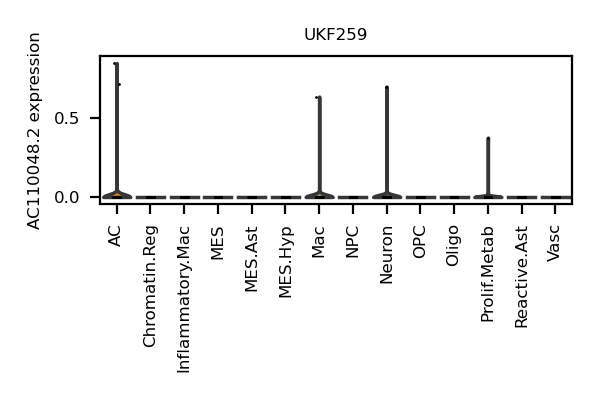 UKF259
AC110048.2 expression
0.5
0.0
AC
Chromatin.Reg
Inflammatory.Mac
MES
MES.Ast
MES.Hyp
Mac
NPC
Neuron
OPC
Oligo
Prolif.Metab
Reactive.Ast
Vasc